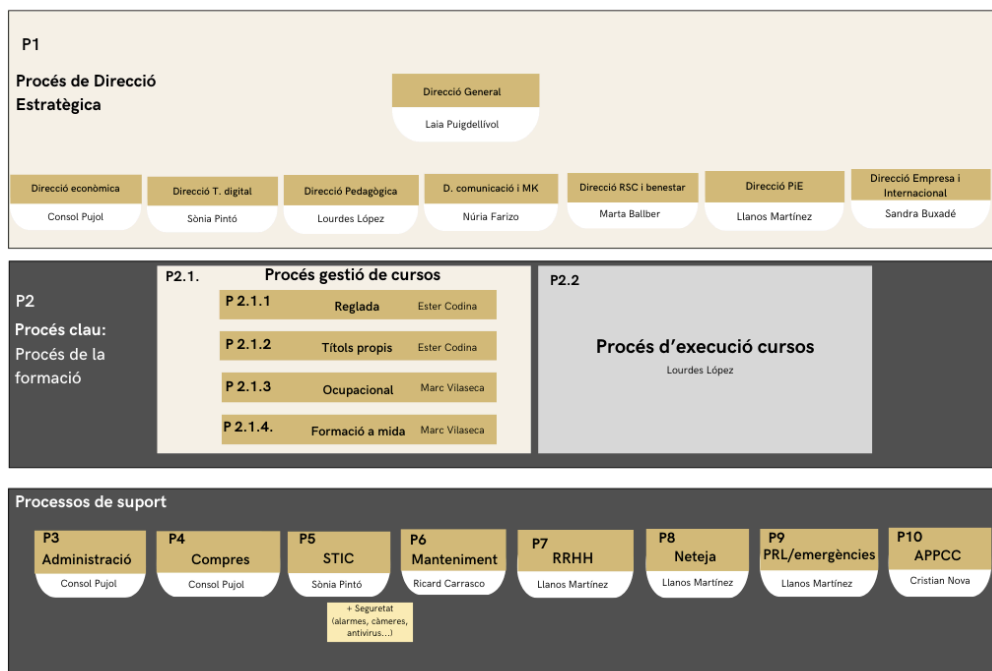 P1
Procés de Direcció
Estratègica
Direcció General
Laia Puigdellívol
Direcció econòmica
Consol Pujol
Direcció T. digital
Sònia Pintó
Direcció Pedagògica
Lourdes López
D. comunicació i MK
Núria Farizo
Direcció RSC i benestar
Marta Ballber
Direcció PiE
Llanos Martínez
Direcció Empresa i
Internacional
Sandra Buxadé
P2
Procés clau:
Procés de la
formació
P2.1.
Procés gestió de cursos
P 2.1.1 Reglada Ester Codina
P 2.1.2 Títols propis Ester Codina
P 2.1.3 Ocupacional Marc Vilaseca
P 2.1.4. Formació a mida Marc Vilaseca
P2.2
Procés d'execució cursos
Lourdes López
Processos de suport
P3
Administració
Consol Pujol
P4
Compres
Consol Pujol
P5
STIC
Sònia Pintó
+ Seguretat
(alarmes, càmeres,
antivirus...)
P6
Manteniment
Ricard Carrasco
P7
RRHH
Llanos Martínez
P8
Neteja
Llanos Martínez
P9
PRL/emergències
Llanos Martínez
P10
APPCC
Cristian Nova